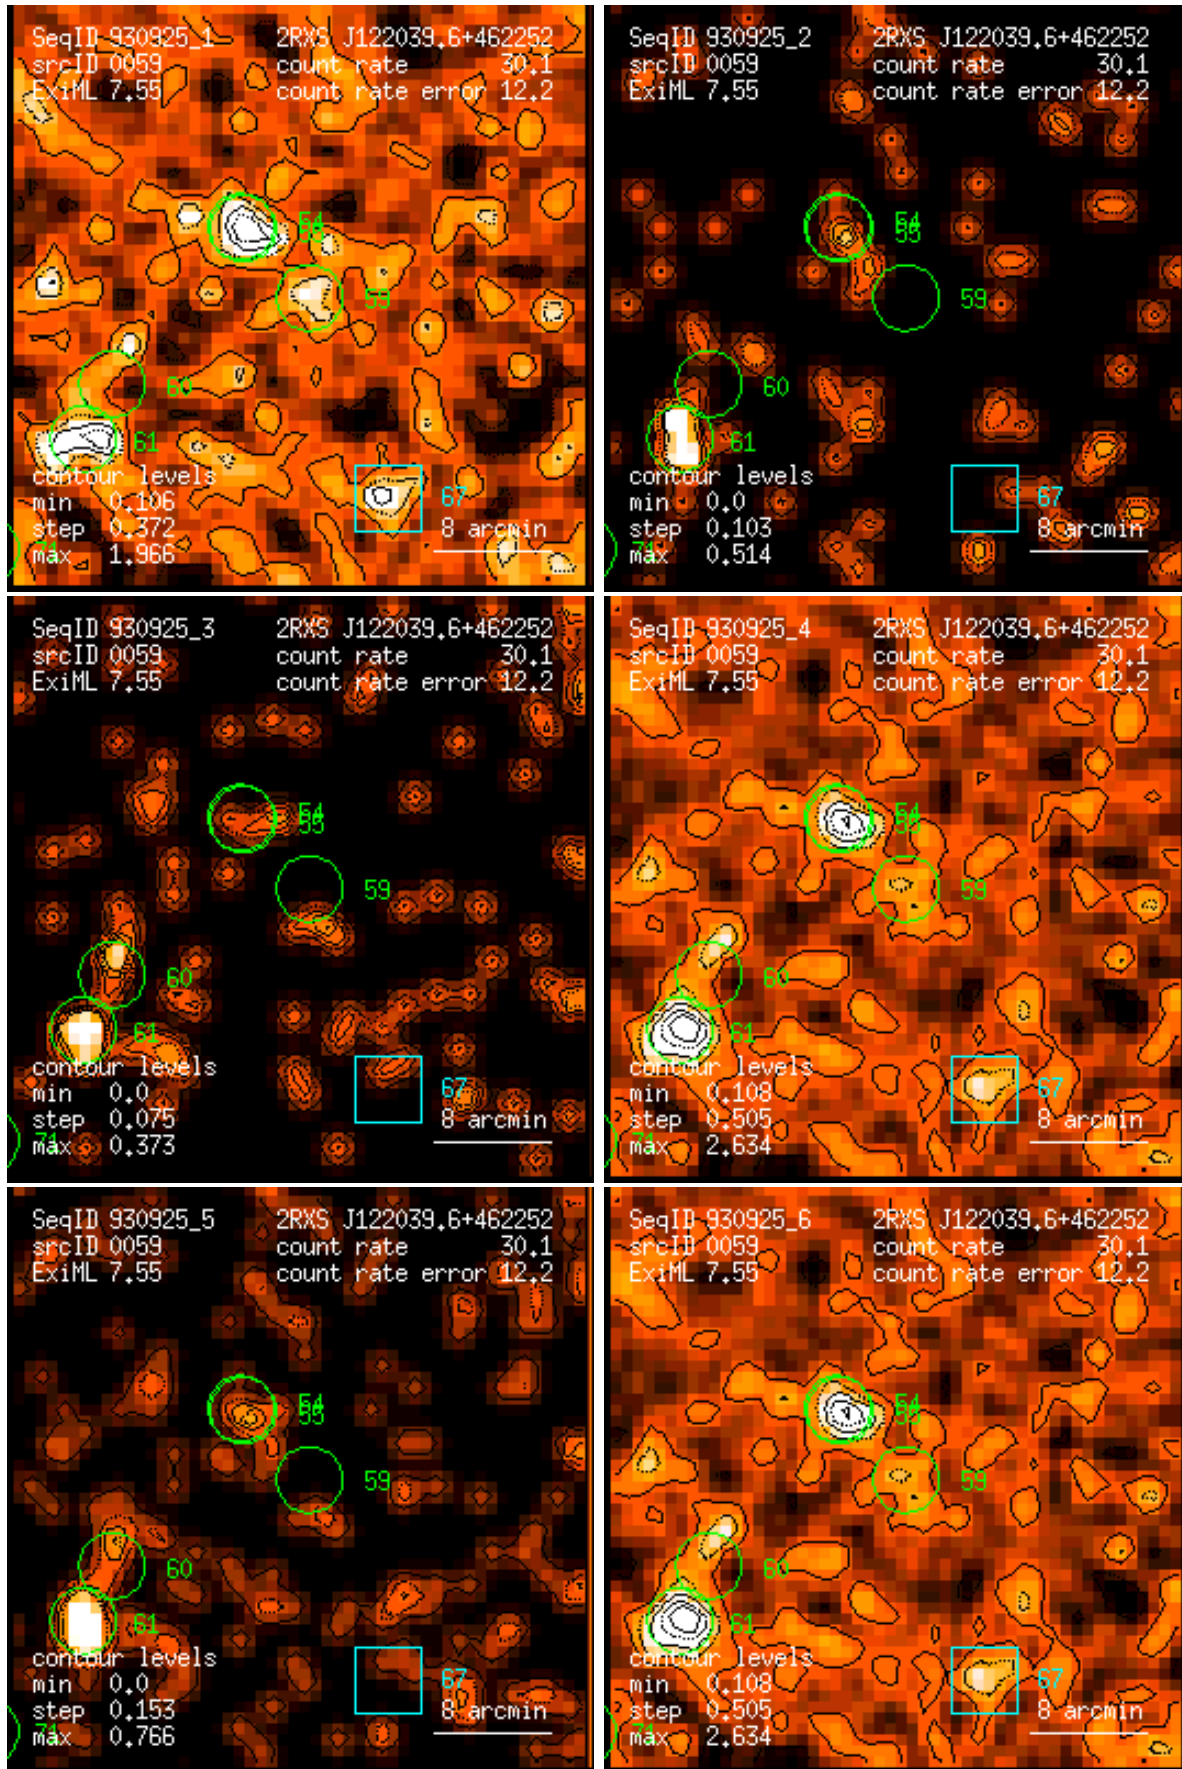 SeqID 930925_1 2RXS J122039.6+462252
srcID 0059 count rate 30.1
ExiML 7.55 count rate error 12.2
54
55
59
60
61
contour levels
min 0.106 67
step 0.372 8 arcmin
71
max 1.966
SeqID 930925_2 2RXS J122039.6+462252
srcID 0059 count rate 30.1
ExiML 7.55 count rate error 12.2
54
55
59
60
61
contour levels
min 0.0 67
step 0.103 8 arcmin
71
max 0.514
SeqID 930925_3 2RXS J122039.6+462252
srcID 0059 count rate 30.1
ExiML 7.55 count rate error 12.2
54
55
59
60
61
contour levels
min 0.0 67
step 0.075 8 arcmin
71
max 0.373
SeqID 930925_4 2RXS J122039.6+462252
srcID 0059 count rate 30.1
ExiML 7.55 count rate error 12.2
54
55
59
60
61
contour levels
min 0.108 67
step 0.505 8 arcmin
71
max 2.634
SeqID 930925_5 2RXS J122039.6+462252
srcID 0059 count rate 30.1
ExiML 7.55 count rate error 12.2
54
55
59
60
61
contour levels
min 0.0 67
step 0.153 8 arcmin
71
max 0.766
SeqID 930925_6 2RXS J122039.6+462252
srcID 0059 count rate 30.1
ExiML 7.55 count rate error 12.2
54
55
59
60
61
contour levels
min 0.108 67
step 0.505 8 arcmin
71
max 2.634